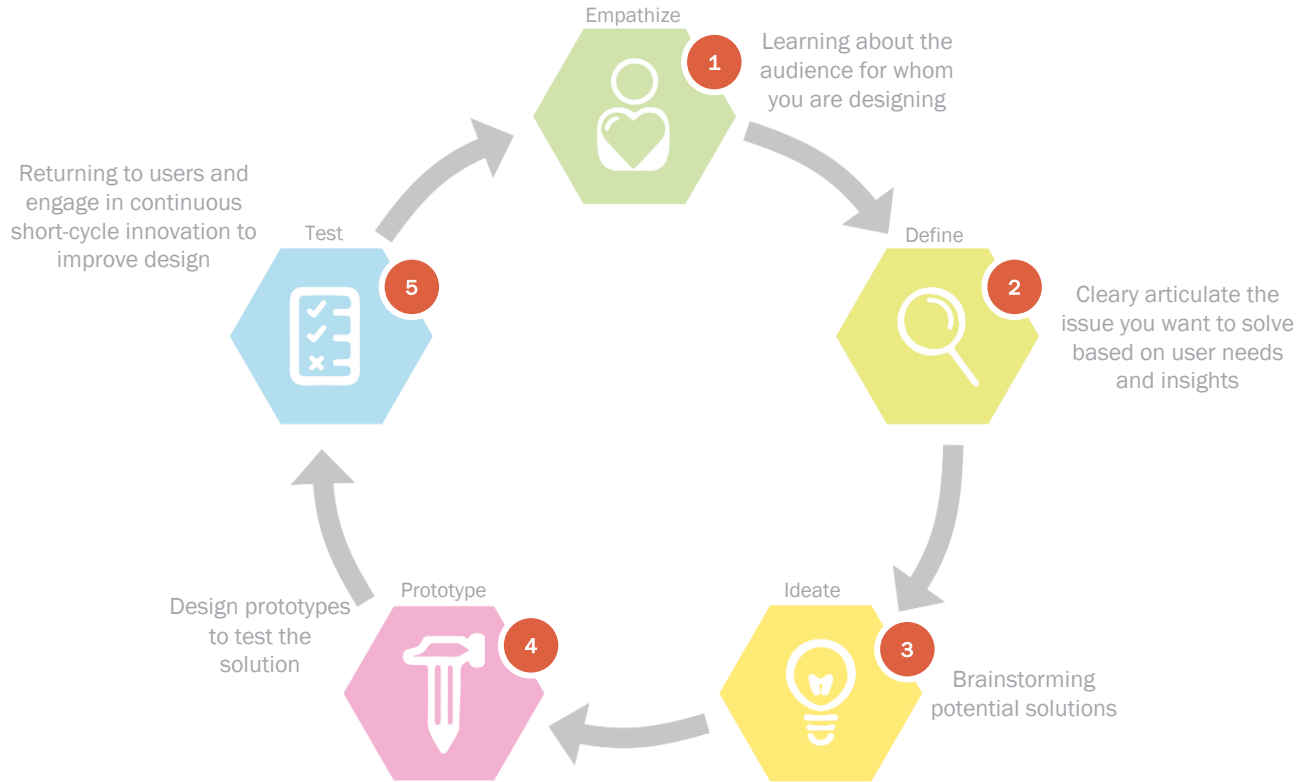 Empathize
1
Learning about the
audience for whom
you are designing
Define
2
Cleary articulate the
issue you want to solve
based on user needs
and insights
Ideate
3
Brainstorming
potential solutions
Prototype
4
Design prototypes
to test the
solution
Test
5
Returning to users and
engage in continuous
short-cycle innovation to
improve design